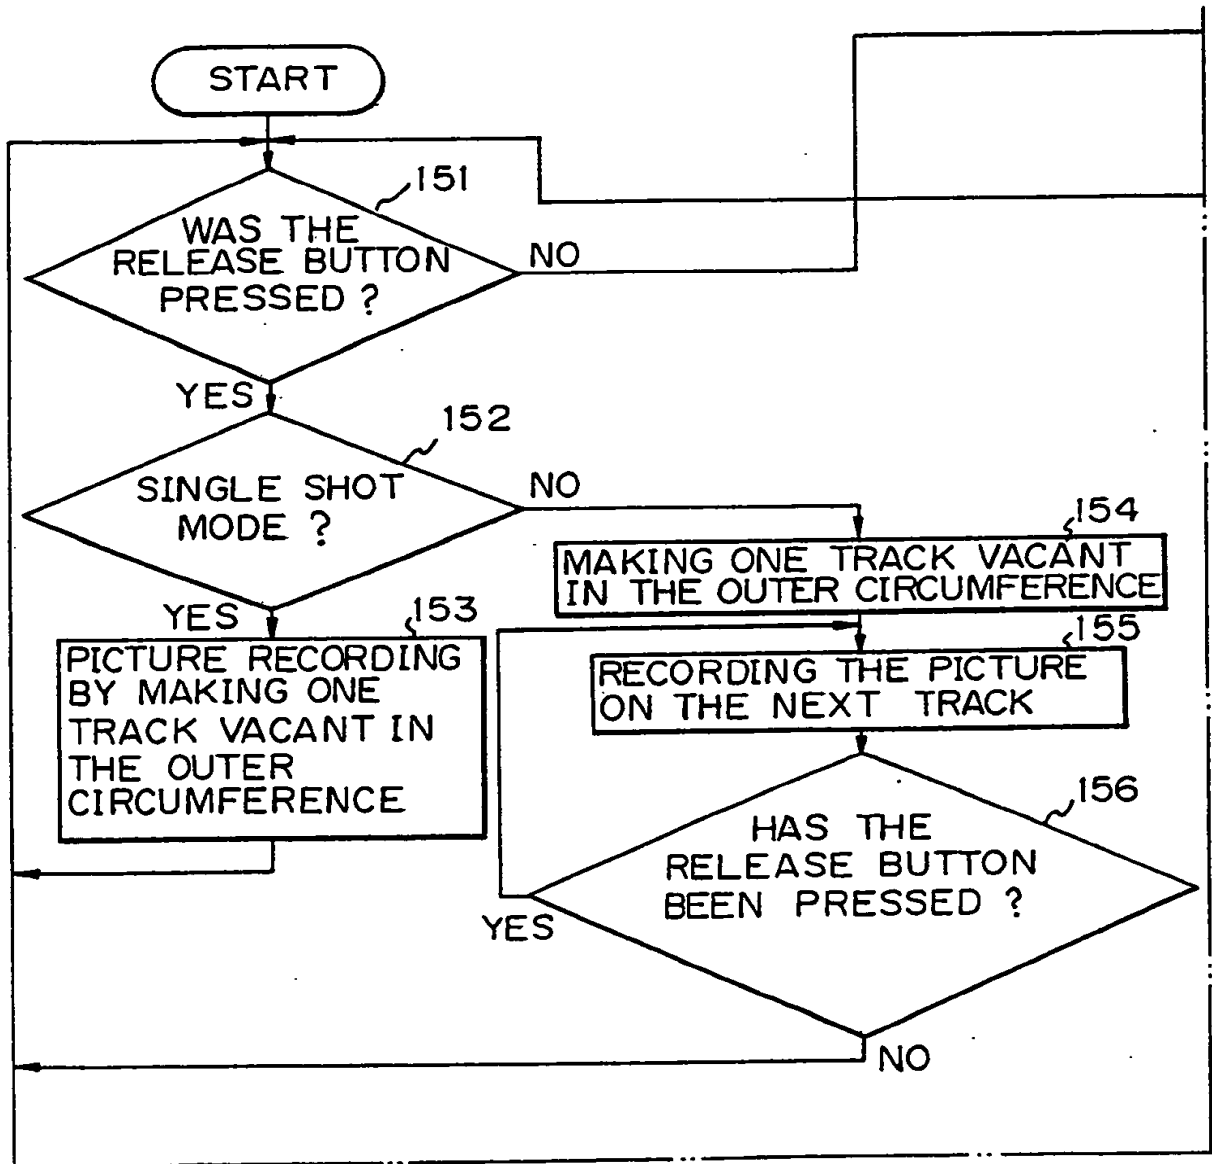 START
151
WAS THE
RELEASE BUTTON
PRESSED ?
NO
YES
152
SINGLE SHOT
MODE ?
NO
YES
153
PICTURE RECORDING
BY MAKING ONE
TRACK VACANT IN
THE OUTER
CIRCUMFERENCE
154
MAKING ONE TRACK VACANT
IN THE OUTER CIRCUMFERENCE
155
RECORDING THE PICTURE
ON THE NEXT TRACK
156
HAS THE
RELEASE BUTTON
BEEN PRESSED ?
YES
NO